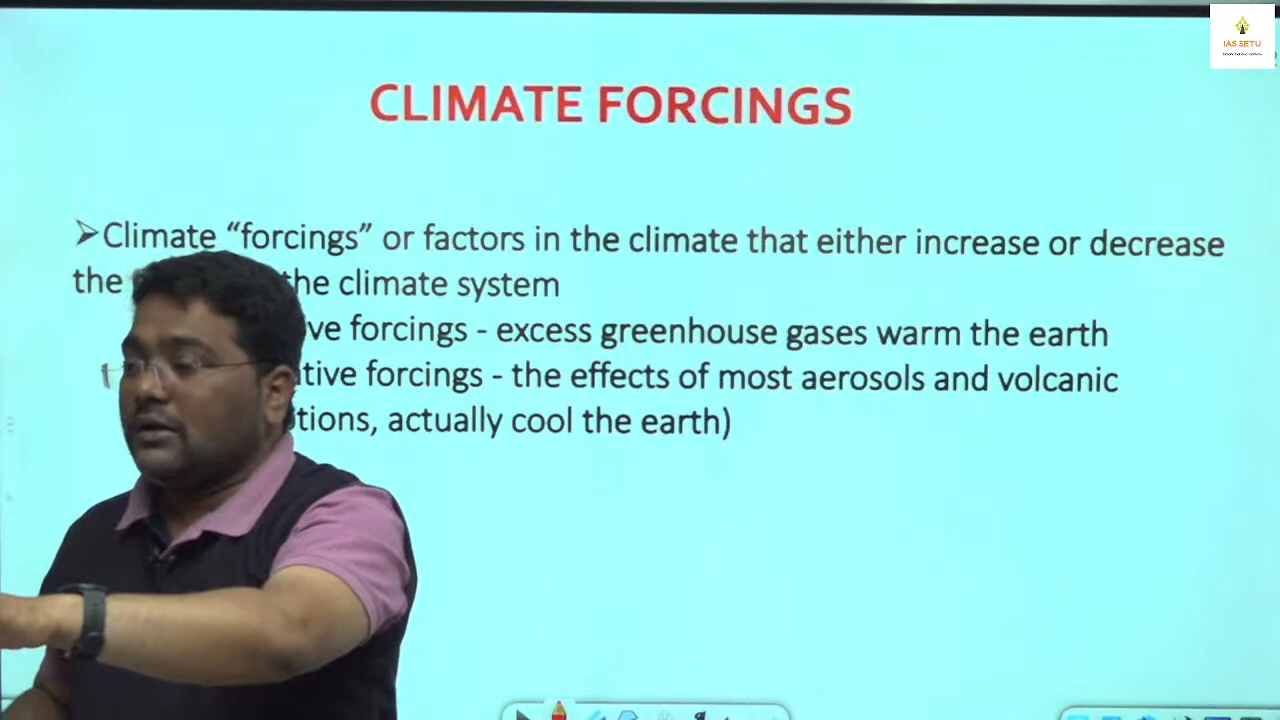 IAS SETU
CLIMATE FORCINGS
➢Climate “forcings” or factors in the climate that either increase or decrease
the he climate system
ve forcings - excess greenhouse gases warm the earth
tive forcings - the effects of most aerosols and volcanic
tions, actually cool the earth)